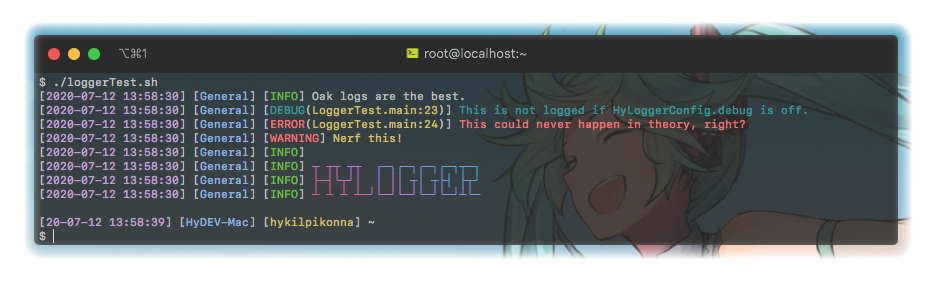 ⌥⌘1 root@localhost:~
$ ./loggerTest.sh
[2020-07-12 13:58:30] [General] [INFO] Oak logs are the best.
[2020-07-12 13:58:30] [General] [DEBUG(LoggerTest.main:23)] This is not logged if HyLoggerConfig.debug is off.
[2020-07-12 13:58:30] [General] [ERROR(LoggerTest.main:24)] This could never happen in theory, right?
[2020-07-12 13:58:30] [General] [WARNING] Nerf this!
[2020-07-12 13:58:30] [General] [INFO]
[2020-07-12 13:58:30] [General] [INFO]
[2020-07-12 13:58:30] [General] [INFO] HYLOGGER
[2020-07-12 13:58:30] [General] [INFO]
[20-07-12 13:58:39] [HyDEV-Mac] [hykilpikonna] ~
$